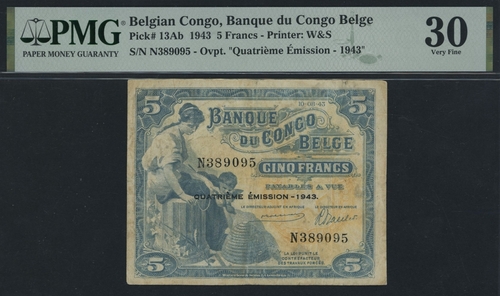 PMG
PAPER MONEY GUARANTY
Belgian Congo, Banque du Congo Belge
Pick# 13Ab 1943 5 Francs - Printer: W&S
S/N N389095 - Ovpt. "Quatrième Émission - 1943"
30
Very Fine
5
5
BANQUE
DU CONGO
BELGE
N389095
CINQ FRANCS
PAYABLES A VUE
QUATRIÈME ÉMISSION - 1943.
N389095
5
5